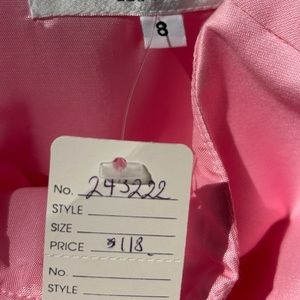 8
No. 243222
STYLE
SIZE
PRICE $118
No.
STYLE